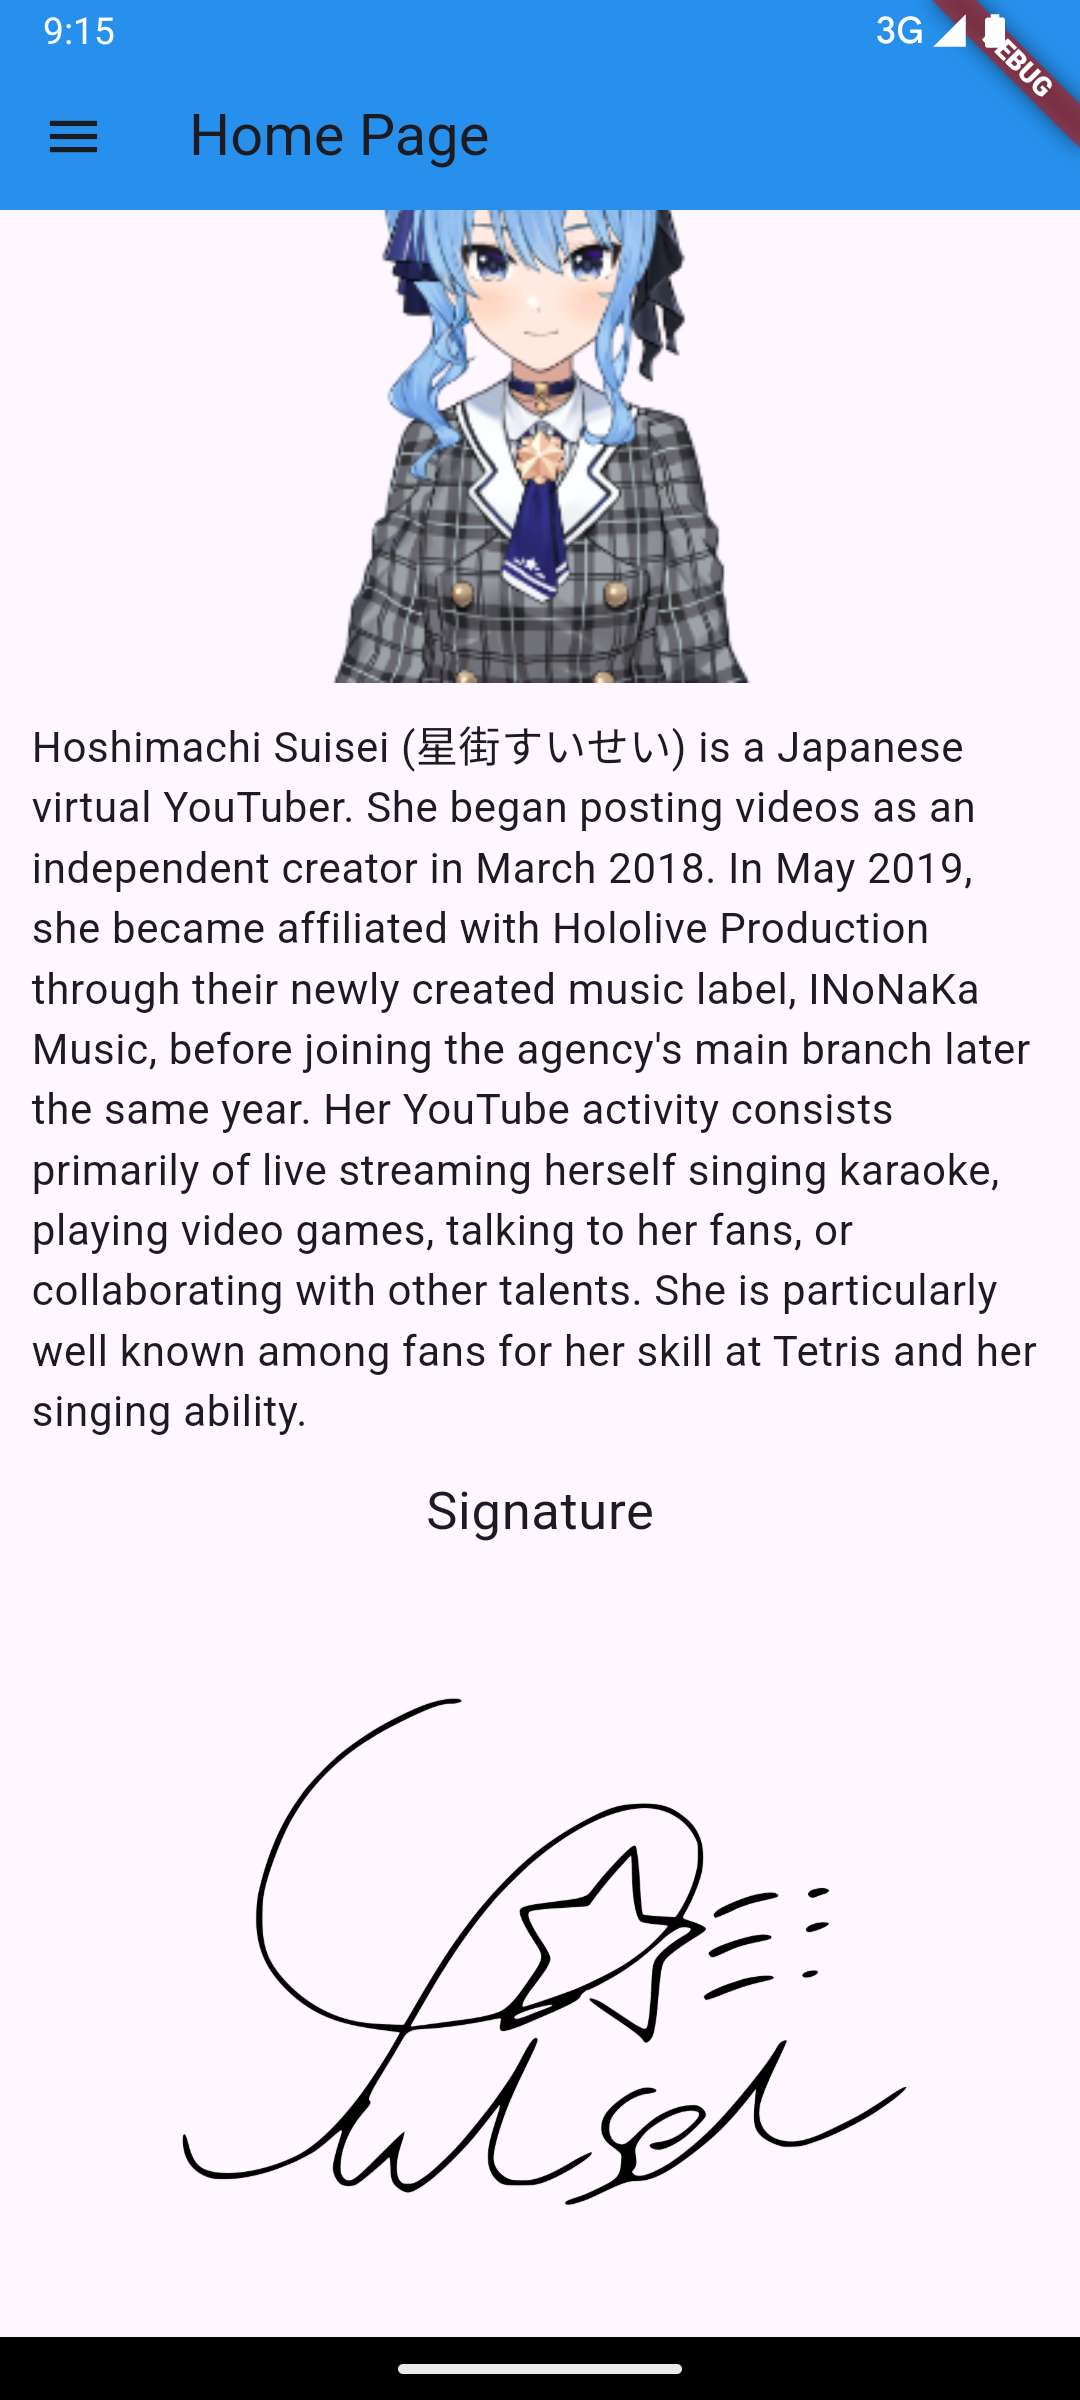 9:15 3G
DEBUG
Home Page
Hoshimachi Suisei (星街すいせい) is a Japanese
virtual YouTuber. She began posting videos as an
independent creator in March 2018. In May 2019,
she became affiliated with Hololive Production
through their newly created music label, INoNaKa
Music, before joining the agency's main branch later
the same year. Her YouTube activity consists
primarily of live streaming herself singing karaoke,
playing video games, talking to her fans, or
collaborating with other talents. She is particularly
well known among fans for her skill at Tetris and her
singing ability.
Signature